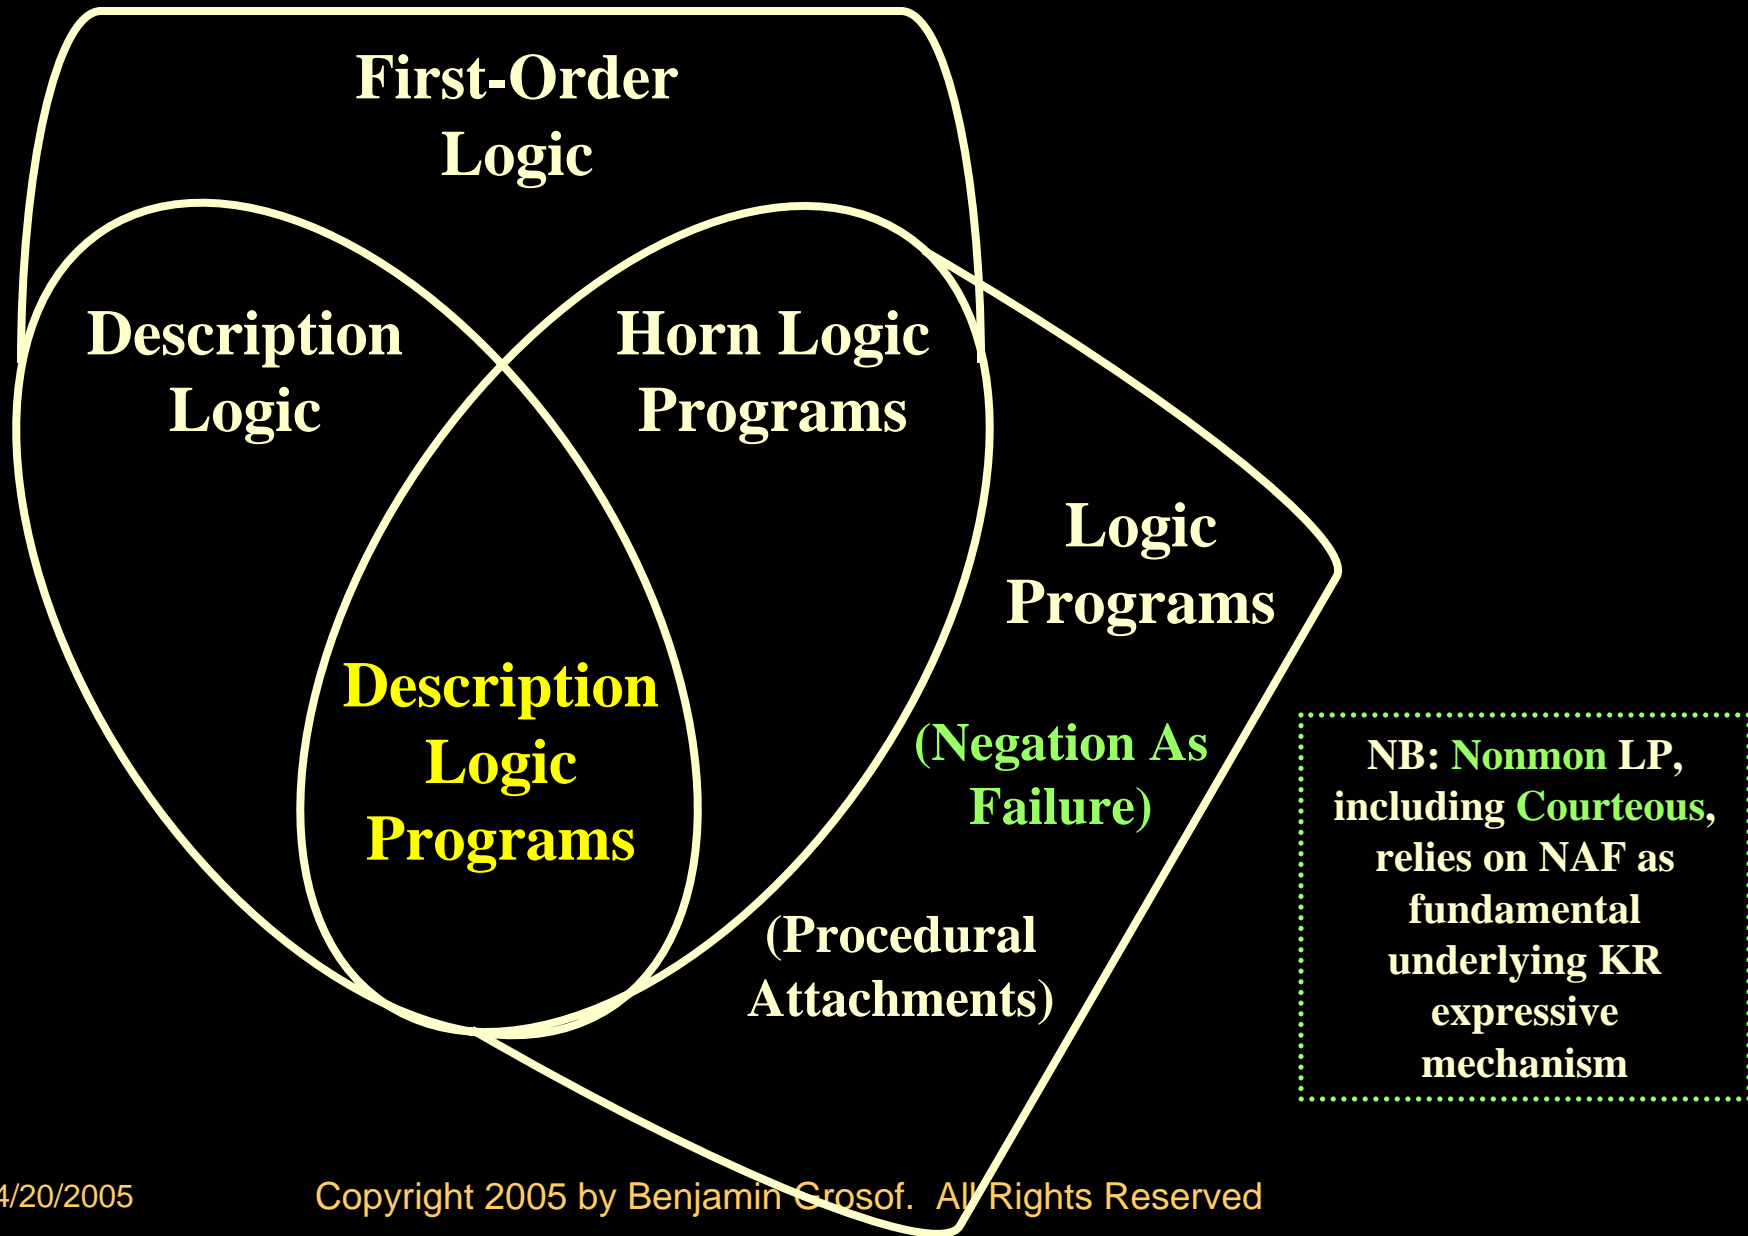 First-Order
Logic
Description
Logic
Horn Logic
Programs
Logic
Programs
Description
Logic
Programs
(Negation As
Failure)
(Procedural
Attachments)
NB: Nonmon LP,
including Courteous,
relies on NAF as
fundamental
underlying KR
expressive
mechanism
4/20/2005
Copyright 2005 by Benjamin Grosof. All Rights Reserved